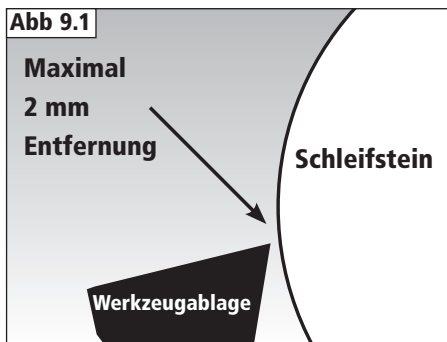 Abb 9.1
Maximal
2 mm
Entfernung
Schleifstein
Werkzeugablage